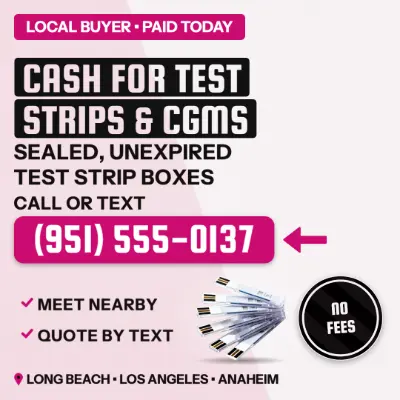 LOCAL BUYER • PAID TODAY
CASH FOR TEST
STRIPS & CGMS
SEALED, UNEXPIRED
TEST STRIP BOXES
CALL OR TEXT
(951) 555-0137
MEET NEARBY
QUOTE BY TEXT
NO
FEES
LONG BEACH • LOS ANGELES • ANAHEIM